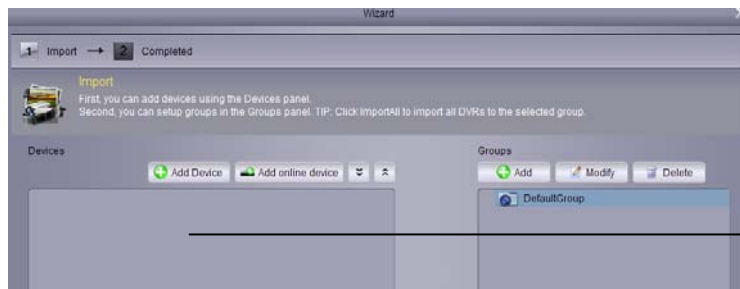 Wizard
1 Import → 2 Completed
Import
First, you can add devices using the Devices panel.
Second, you can setup groups in the Groups panel. TIP: Click ImportAll to import all DVRs to the selected group.
Devices
Groups
Add Device Add online device
Add Modify Delete
DefaultGroup